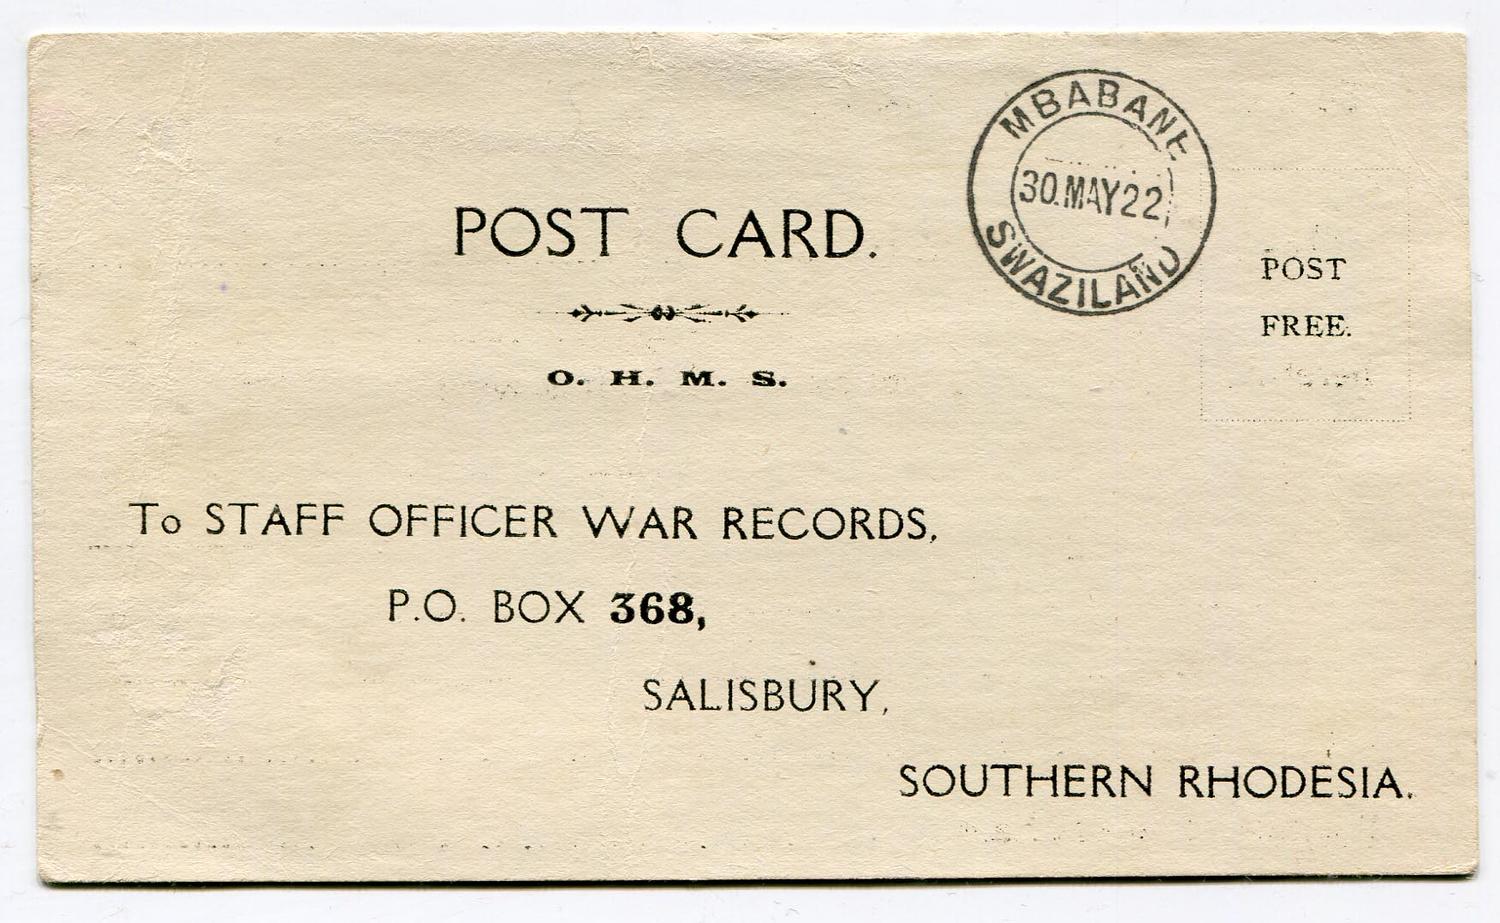 POST CARD.
O. H. M. S.
MBABANE
30.MAY22
SWAZILAND
POST
FREE.
To STAFF OFFICER WAR RECORDS,
P.O. BOX 368,
SALISBURY,
SOUTHERN RHODESIA.